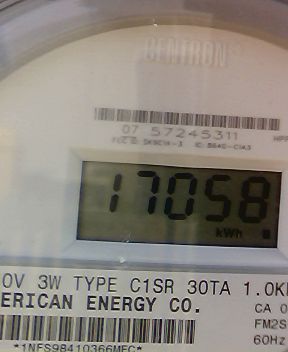 CENTRON®
07 57245311
17058
kWh
0V 3W TYPE C1SR 30TA 1.0K
ERICAN ENERGY CO.
CA 0
FM2S
60Hz
*1NFS98410366MEC*